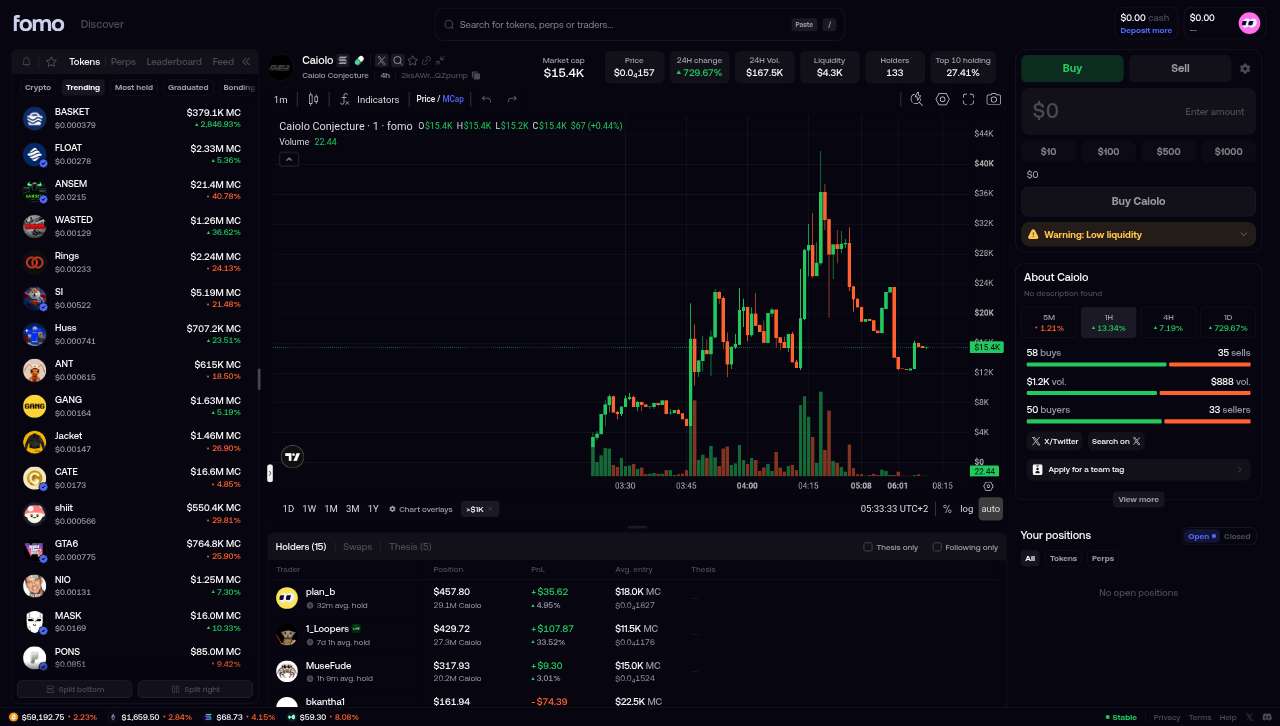 fomo Discover
Search for tokens, perps or traders... Paste /
$0.00 cash
Deposit more
$0.00
—
Tokens Perps Leaderboard Feed
Crypto Trending Most held Graduated Bonding
BASKET $379.1K MC
$0.000379 2,846.93%
FLOAT $2.33M MC
$0.00278 5.36%
ANSEM $21.4M MC
$0.0215 40.78%
WASTED $1.26M MC
$0.00129 36.62%
Rings $2.24M MC
$0.00233 24.13%
SI $5.19M MC
$0.00522 21.48%
Huss $707.2K MC
$0.000741 23.51%
ANT $615K MC
$0.000615 18.50%
GANG $1.63M MC
$0.00164 5.19%
Jacket $1.46M MC
$0.00147 26.90%
CATE $16.6M MC
$0.0173 4.85%
shiit $550.4K MC
$0.000566 29.81%
GTA6 $764.8K MC
$0.000775 25.90%
NIO $1.25M MC
$0.00131 7.30%
MASK $16.0M MC
$0.0169 10.33%
PONS $85.0M MC
$0.0851 9.42%
Split bottom Split right
Caiolo
Caiolo Conjecture 4h 2ksAWr...QZpump
Market cap
$15.4K
Price
$0.0₄157
24H change
729.67%
24H Vol.
$167.5K
Liquidity
$4.3K
Holders
133
Top 10 holding
27.41%
1m Indicators Price / MCap
Caiolo Conjecture · 1 · fomo O$15.4K H$15.4K L$15.2K C$15.4K $67 (+0.44%)
Volume 22.44
$44K
$40K
$36K
$32K
$28K
$24K
$20K
$15.4K
$12K
$8K
$4K
$0
22.44
03:30 03:45 04:00 04:15 05:08 06:01 08:15
1D 1W 1M 3M 1Y Chart overlays >$1K 05:33:33 UTC+2 % log auto
Holders (15) Swaps Thesis (5) Thesis only Following only
Trader Position PnL Avg. entry Thesis
plan_b $457.80 +$35.62 $18.0K MC
32m avg. hold 29.1M Caiolo 4.95% $0.0₄1827
1_Loopers $429.72 +$107.87 $11.5K MC
7d 1h avg. hold 27.3M Caiolo 33.52% $0.0₄1176
MuseFude $317.93 +$9.30 $15.0K MC
1h 9m avg. hold 20.2M Caiolo 3.01% $0.0₄1524
bkantha1 $161.94 -$74.39 $22.5K MC
Buy Sell
$0 Enter amount
$10 $100 $500 $1000
$0
Buy Caiolo
Warning: Low liquidity
About Caiolo
No description found
5M 1H 4H 1D
1.21% 13.34% 7.19% 729.67%
58 buys 35 sells
$1.2K vol. $888 vol.
50 buyers 33 sellers
X/Twitter Search on X
Apply for a team tag
View more
Your positions Open Closed
All Tokens Perps
No open positions
$59,192.75 2.23% $1,659.50 2.84% $68.73 4.15% $59.30 8.08%
Stable Privacy Terms Help